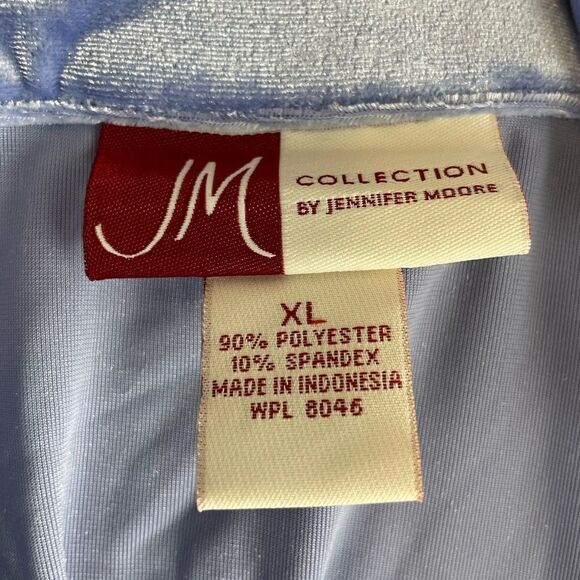 JM
COLLECTION
BY JENNIFER MOORE
XL
90% POLYESTER
10% SPANDEX
MADE IN INDONESIA
WPL 8046